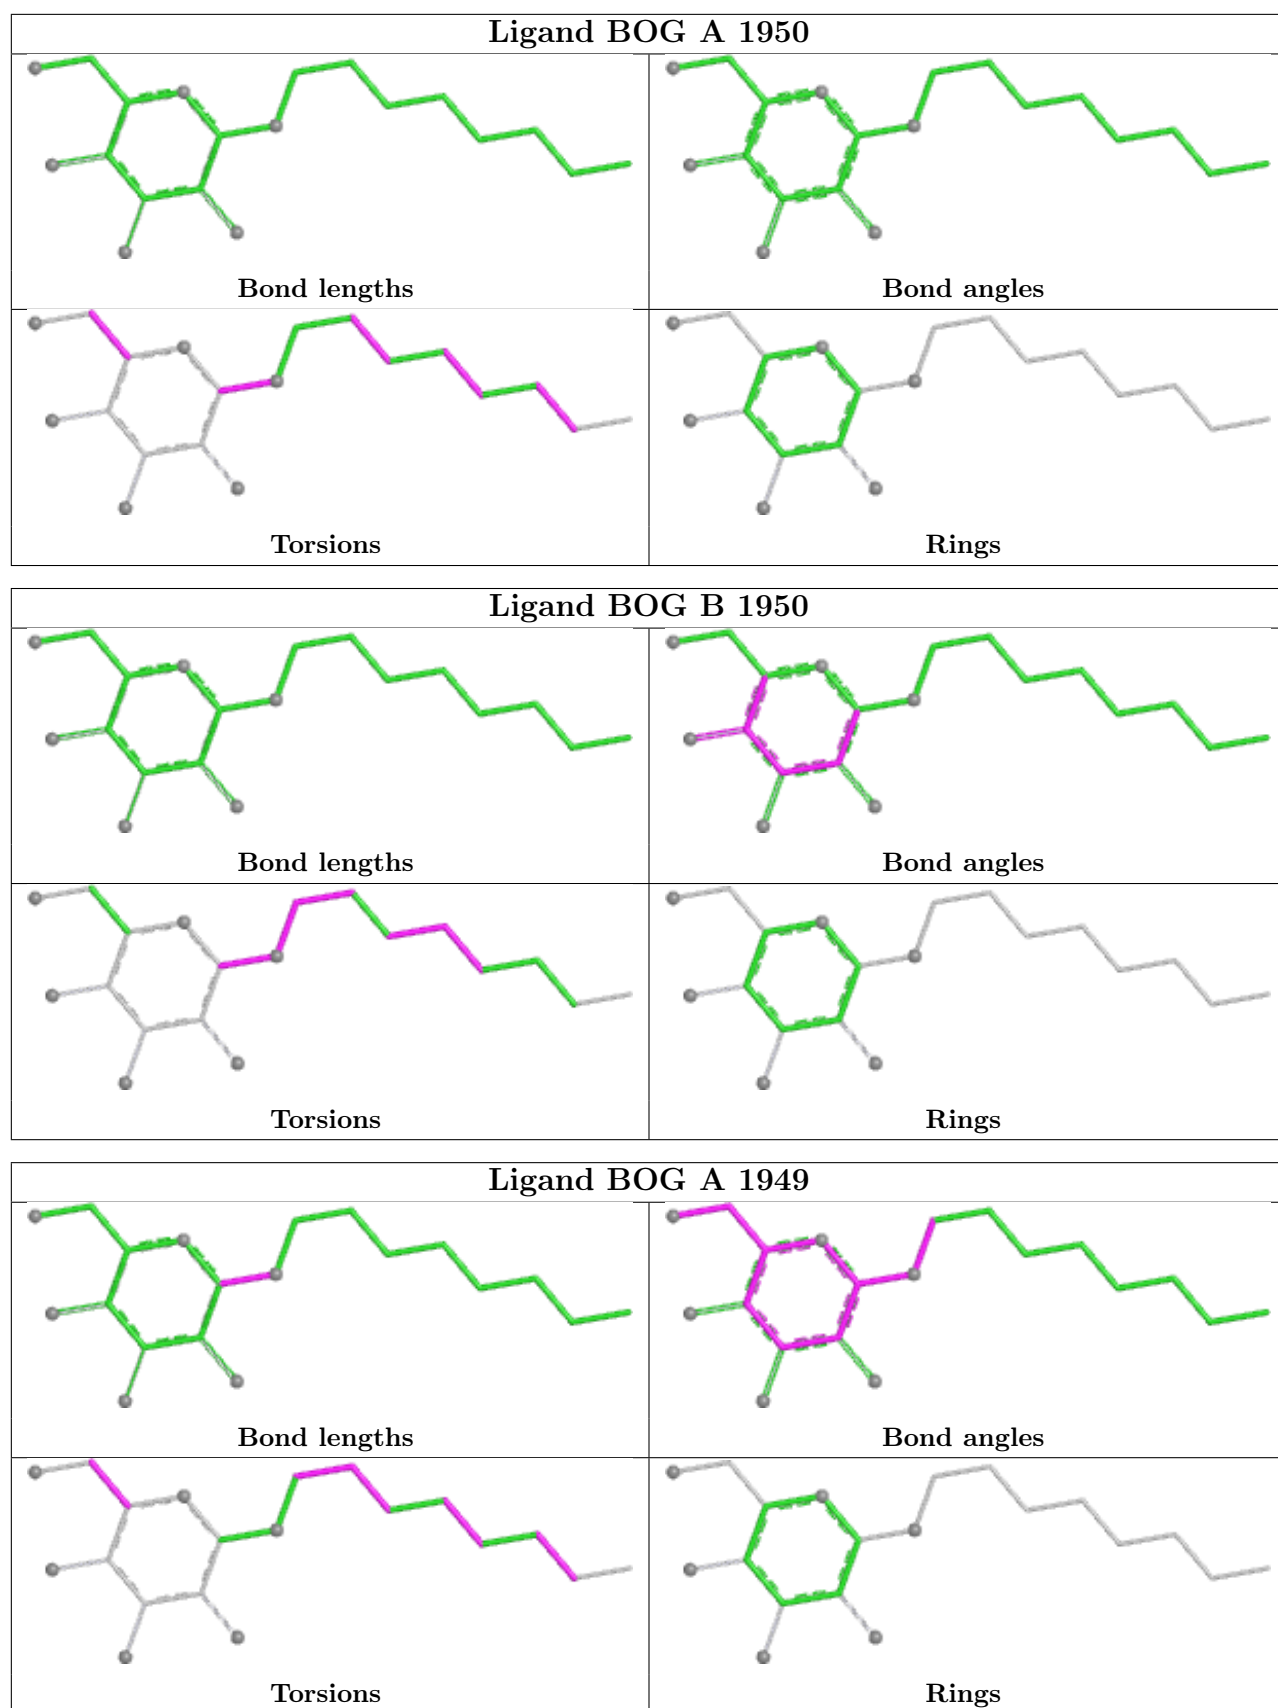 Ligand BOG A 1950
Bond lengths
Bond angles
Torsions
Rings
Ligand BOG B 1950
Bond lengths
Bond angles
Torsions
Rings
Ligand BOG A 1949
Bond lengths
Bond angles
Torsions
Rings